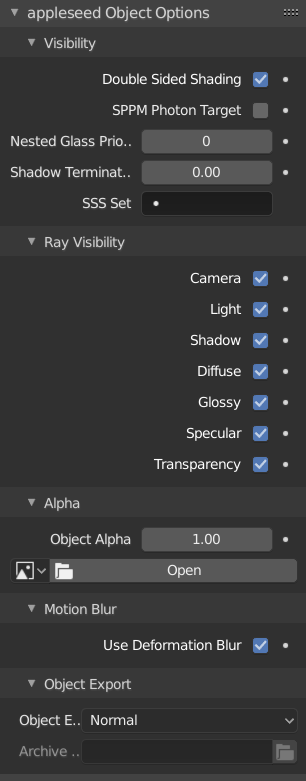 appleseed Object Options
Visibility
Double Sided Shading
SPPM Photon Target
Nested Glass Prio.. 0
Shadow Terminat.. 0.00
SSS Set
Ray Visibility
Camera
Light
Shadow
Diffuse
Glossy
Specular
Transparency
Alpha
Object Alpha 1.00
Open
Motion Blur
Use Deformation Blur
Object Export
Object E.. Normal
Archive ..